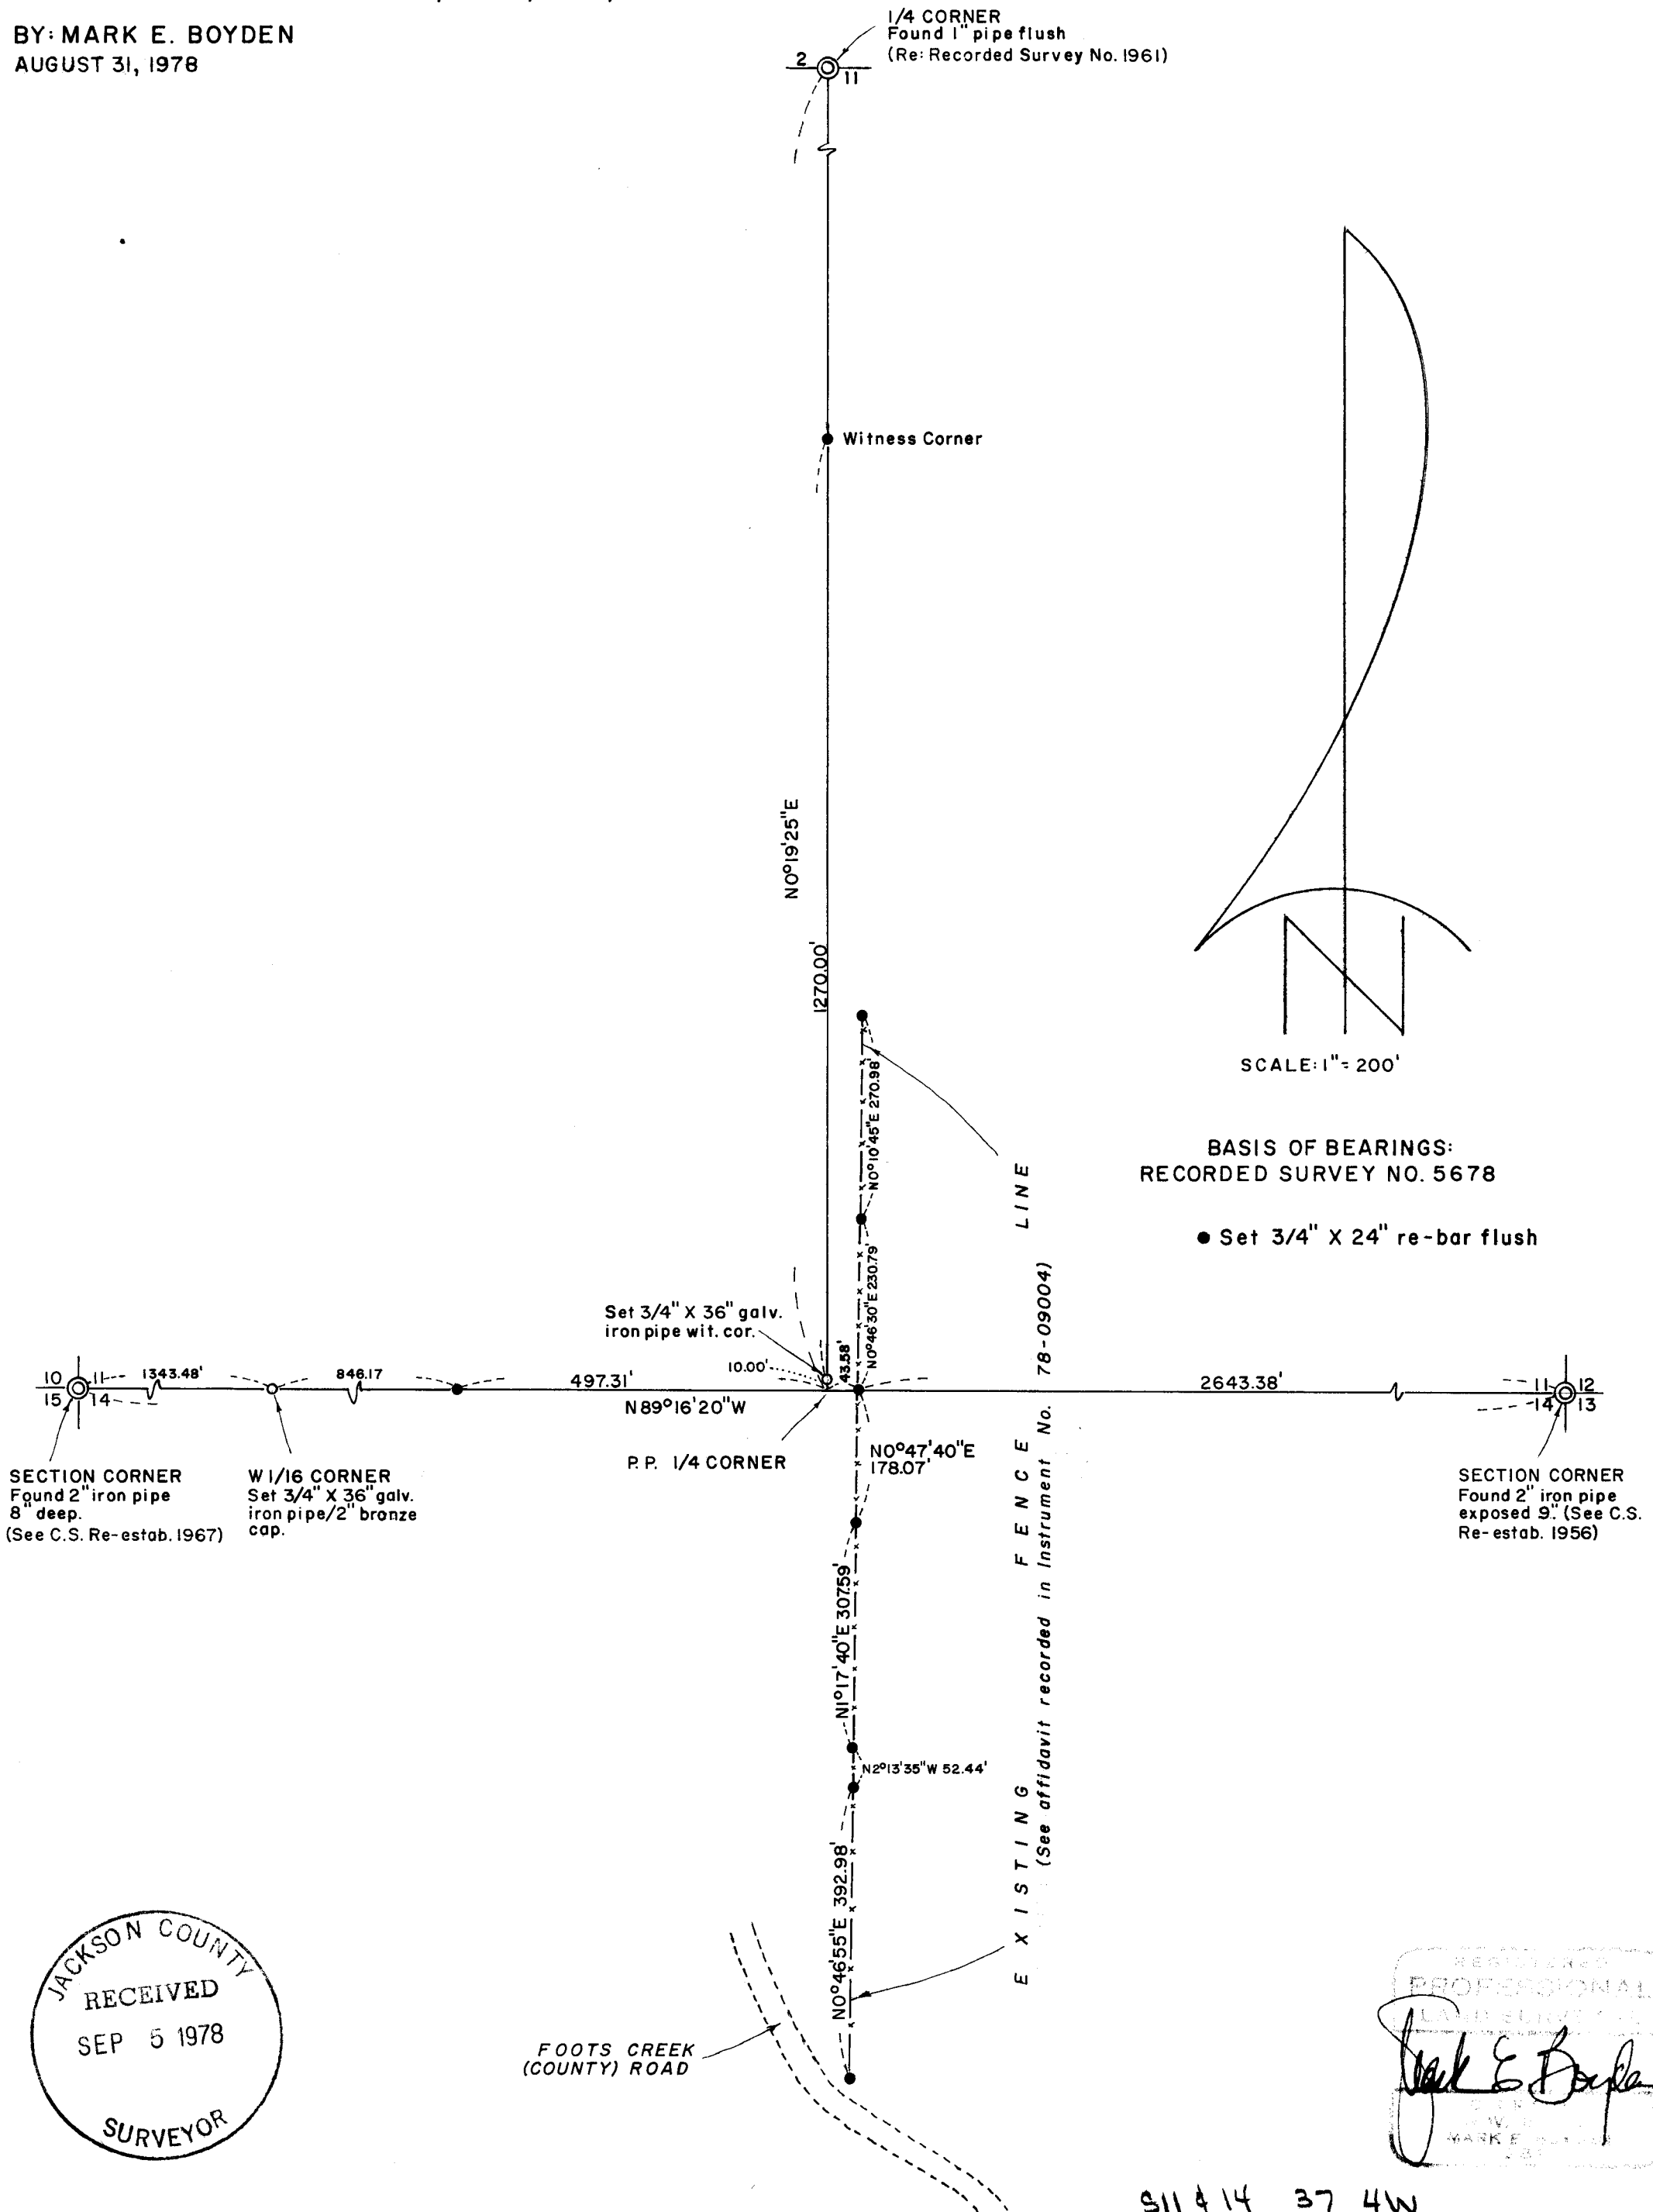 BY: MARK E. BOYDEN
AUGUST 31, 1978
1/4 CORNER
Found 1" pipe flush
(Re: Recorded Survey No. 1961)
2
11
Witness Corner
N0°19'25"E
1270.00'
SCALE: 1" = 200'
N
BASIS OF BEARINGS:
RECORDED SURVEY NO. 5678
● Set 3/4" X 24" re-bar flush
N0°10'45"E 270.98'
N0°46'30"E 230.79'
LINE
Set 3/4" X 36" galv.
iron pipe wit. cor.
10.00'
43.58'
10 11
15 14
1343.48'
846.17
497.31'
N89°16'20"W
2643.38'
11 12
14 13
P.P. 1/4 CORNER
N0°47'40"E
178.07'
SECTION CORNER
Found 2" iron pipe
8" deep.
(See C.S. Re-estab. 1967)
W 1/16 CORNER
Set 3/4" X 36" galv.
iron pipe/2" bronze
cap.
SECTION CORNER
Found 2" iron pipe
exposed 9". (See C.S.
Re-estab. 1956)
EXISTING FENCE
(See affidavit recorded in Instrument No. 78-09004)
N1°17'40"E 307.59'
N2°13'35"W 52.44'
N0°46'55"E 392.98'
FOOTS CREEK
(COUNTY) ROAD
JACKSON COUNTY
RECEIVED
SEP 5 1978
SURVEYOR
REGISTERED
PROFESSIONAL
LAND SURVEYOR
Mark E Boyden
MARK E. BOYDEN
S11 & 14 37 4W